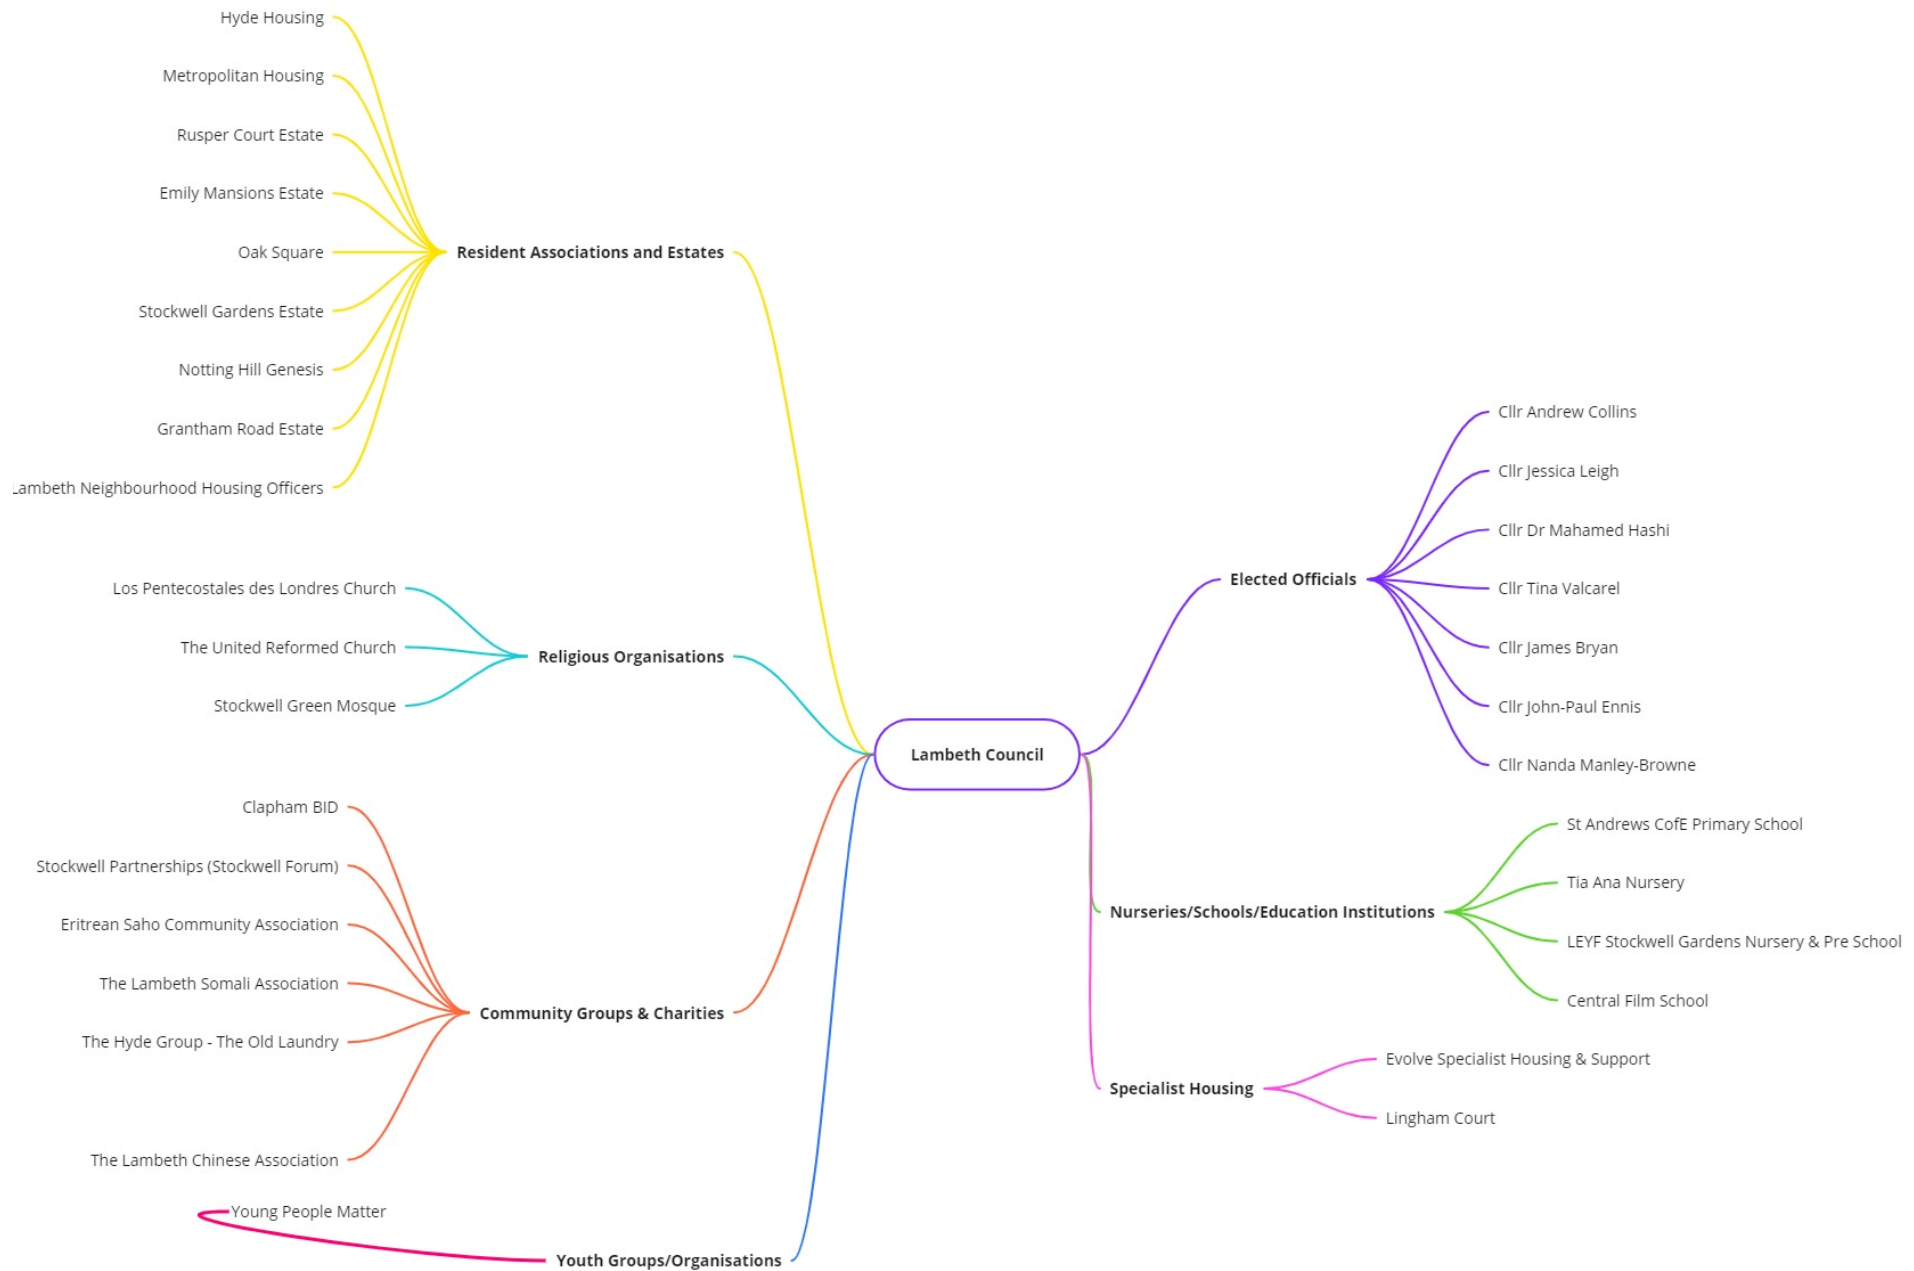 Hyde Housing
Metropolitan Housing
Rusper Court Estate
Emily Mansions Estate
Oak Square
Stockwell Gardens Estate
Notting Hill Genesis
Grantham Road Estate
Lambeth Neighbourhood Housing Officers
Resident Associations and Estates
Los Pentecostales des Londres Church
The United Reformed Church
Stockwell Green Mosque
Religious Organisations
Clapham BID
Stockwell Partnerships (Stockwell Forum)
Eritrean Saho Community Association
The Lambeth Somali Association
The Hyde Group - The Old Laundry
The Lambeth Chinese Association
Community Groups & Charities
Young People Matter
Youth Groups/Organisations
Lambeth Council
Elected Officials
Cllr Andrew Collins
Cllr Jessica Leigh
Cllr Dr Mahamed Hashi
Cllr Tina Valcarel
Cllr James Bryan
Cllr John-Paul Ennis
Cllr Nanda Manley-Browne
Nurseries/Schools/Education Institutions
St Andrews CofE Primary School
Tia Ana Nursery
LEYF Stockwell Gardens Nursery & Pre School
Central Film School
Specialist Housing
Evolve Specialist Housing & Support
Lingham Court